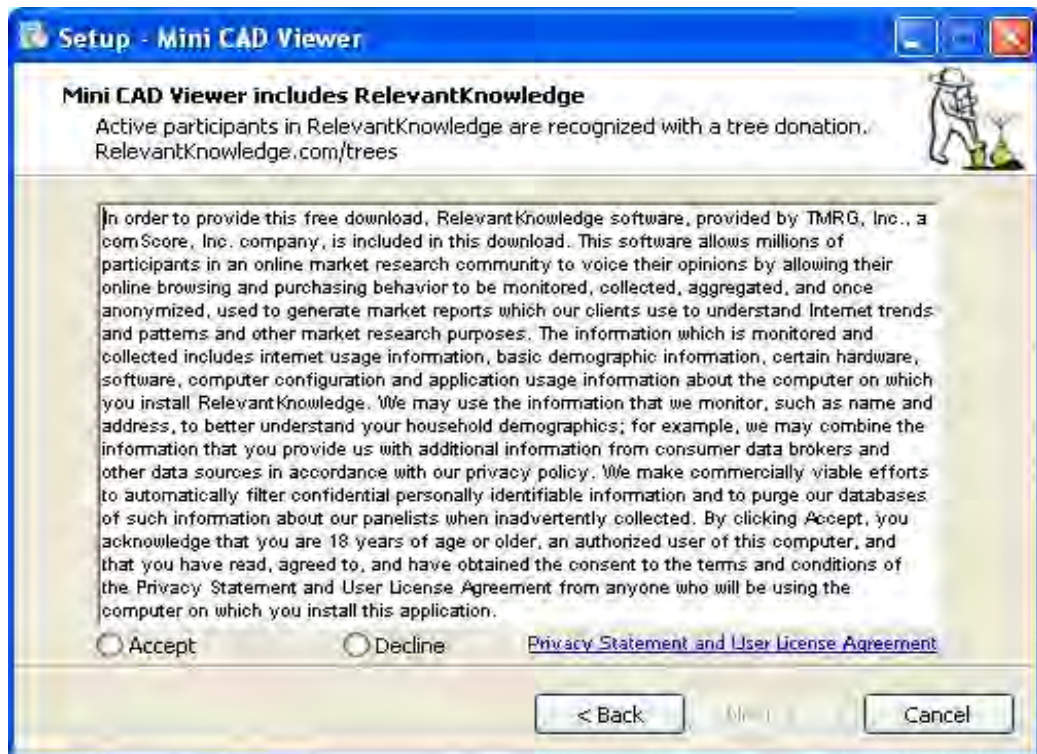 Setup - Mini CAD Viewer
Mini CAD Viewer includes RelevantKnowledge
Active participants in RelevantKnowledge are recognized with a tree donation.
RelevantKnowledge.com/trees
In order to provide this free download, RelevantKnowledge software, provided by TMRG, Inc., a
comScore, Inc. company, is included in this download. This software allows millions of
participants in an online market research community to voice their opinions by allowing their
online browsing and purchasing behavior to be monitored, collected, aggregated, and once
anonymized, used to generate market reports which our clients use to understand Internet trends
and patterns and other market research purposes. The information which is monitored and
collected includes internet usage information, basic demographic information, certain hardware,
software, computer configuration and application usage information about the computer on which
you install RelevantKnowledge. We may use the information that we monitor, such as name and
address, to better understand your household demographics; for example, we may combine the
information that you provide us with additional information from consumer data brokers and
other data sources in accordance with our privacy policy. We make commercially viable efforts
to automatically filter confidential personally identifiable information and to purge our databases
of such information about our panelists when inadvertently collected. By clicking Accept, you
acknowledge that you are 18 years of age or older, an authorized user of this computer, and
that you have read, agreed to, and have obtained the consent to the terms and conditions of
the Privacy Statement and User License Agreement from anyone who will be using the
computer on which you install this application.
Accept Decline Privacy Statement and User License Agreement
< Back Cancel